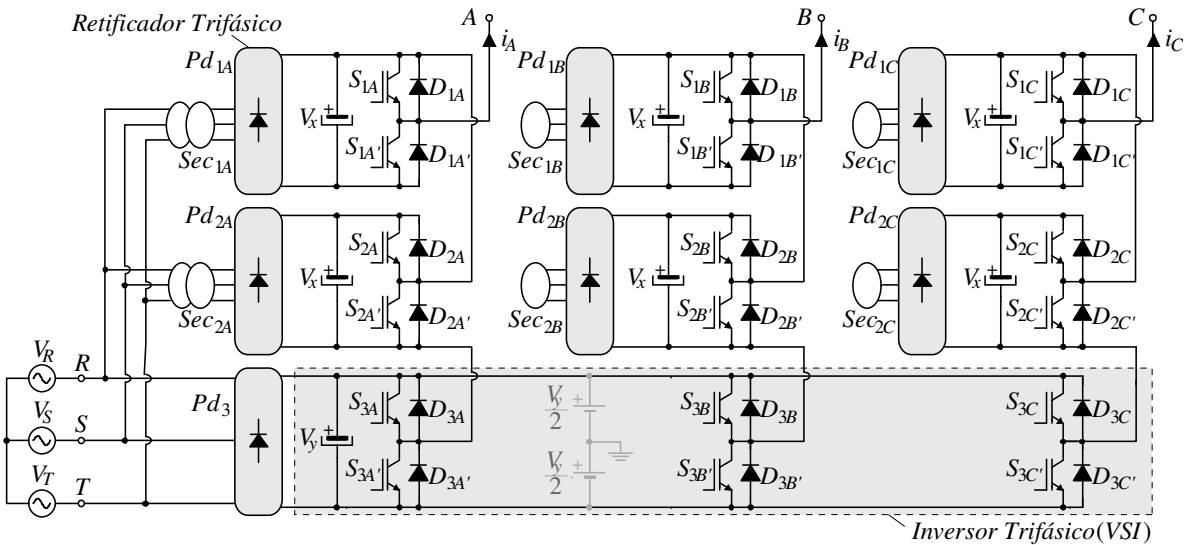 Retificador Trifásico
A
B
C
i_A
i_B
i_C
Pd_1A
S_1A
D_1A
V_x
+
S_1A'
D_1A'
Sec_1A
Pd_1B
S_1B
D_1B
V_x
+
S_1B'
D_1B'
Sec_1B
Pd_1C
S_1C
D_1C
V_x
+
S_1C'
D_1C'
Sec_1C
Pd_2A
S_2A
D_2A
V_x
+
S_2A'
D_2A'
Sec_2A
Pd_2B
S_2B
D_2B
V_x
+
S_2B'
D_2B'
Sec_2B
Pd_2C
S_2C
D_2C
V_x
+
S_2C'
D_2C'
Sec_2C
V_R
R
V_S
S
V_T
T
Pd_3
V_y
+
S_3A
D_3A
S_3A'
D_3A'
V_y
2
+
V_y
2
+
S_3B
D_3B
S_3B'
D_3B'
S_3C
D_3C
S_3C'
D_3C'
Inversor Trifásico(VSI)